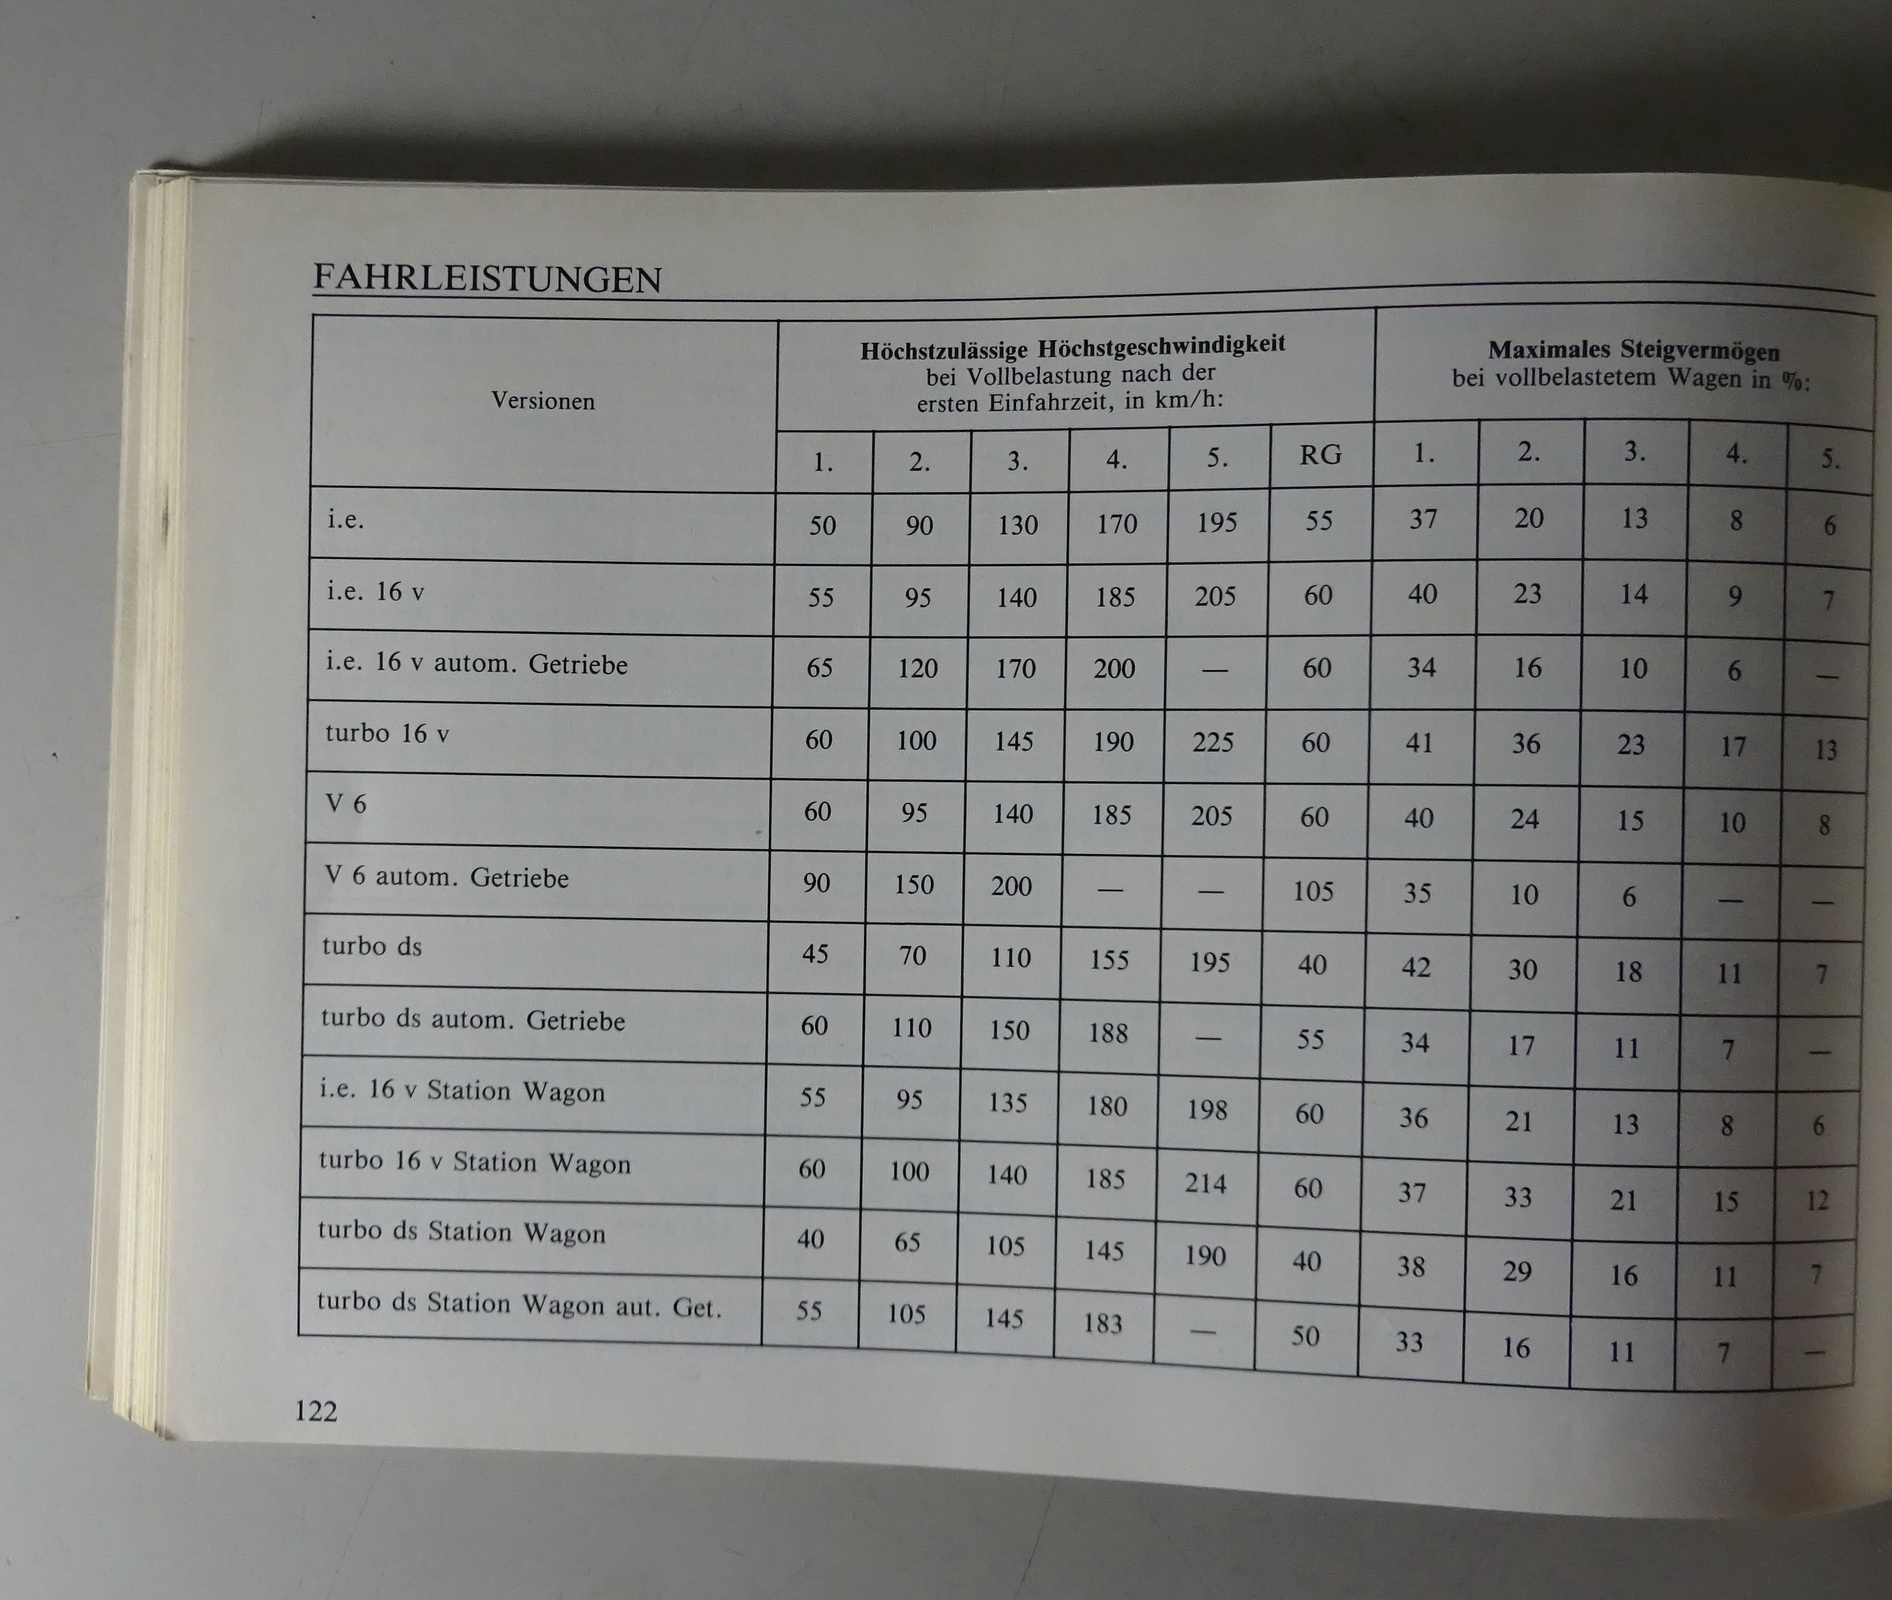 FAHRLEISTUNGEN
Versionen
Höchstzulässige Höchstgeschwindigkeit
bei Vollbelastung nach der
ersten Einfahrzeit, in km/h:
Maximales Steigvermögen
bei vollbelastetem Wagen in %:
1. 2. 3. 4. 5. RG 1. 2. 3. 4. 5.
i.e. 50 90 130 170 195 55 37 20 13 8 6
i.e. 16 v 55 95 140 185 205 60 40 23 14 9 7
i.e. 16 v autom. Getriebe 65 120 170 200 — 60 34 16 10 6 —
turbo 16 v 60 100 145 190 225 60 41 36 23 17 13
V 6 60 95 140 185 205 60 40 24 15 10 8
V 6 autom. Getriebe 90 150 200 — — 105 35 10 6 — —
turbo ds 45 70 110 155 195 40 42 30 18 11 7
turbo ds autom. Getriebe 60 110 150 188 — 55 34 17 11 7 —
i.e. 16 v Station Wagon 55 95 135 180 198 60 36 21 13 8 6
turbo 16 v Station Wagon 60 100 140 185 214 60 37 33 21 15 12
turbo ds Station Wagon 40 65 105 145 190 40 38 29 16 11 7
turbo ds Station Wagon aut. Get. 55 105 145 183 — 50 33 16 11 7 —
122